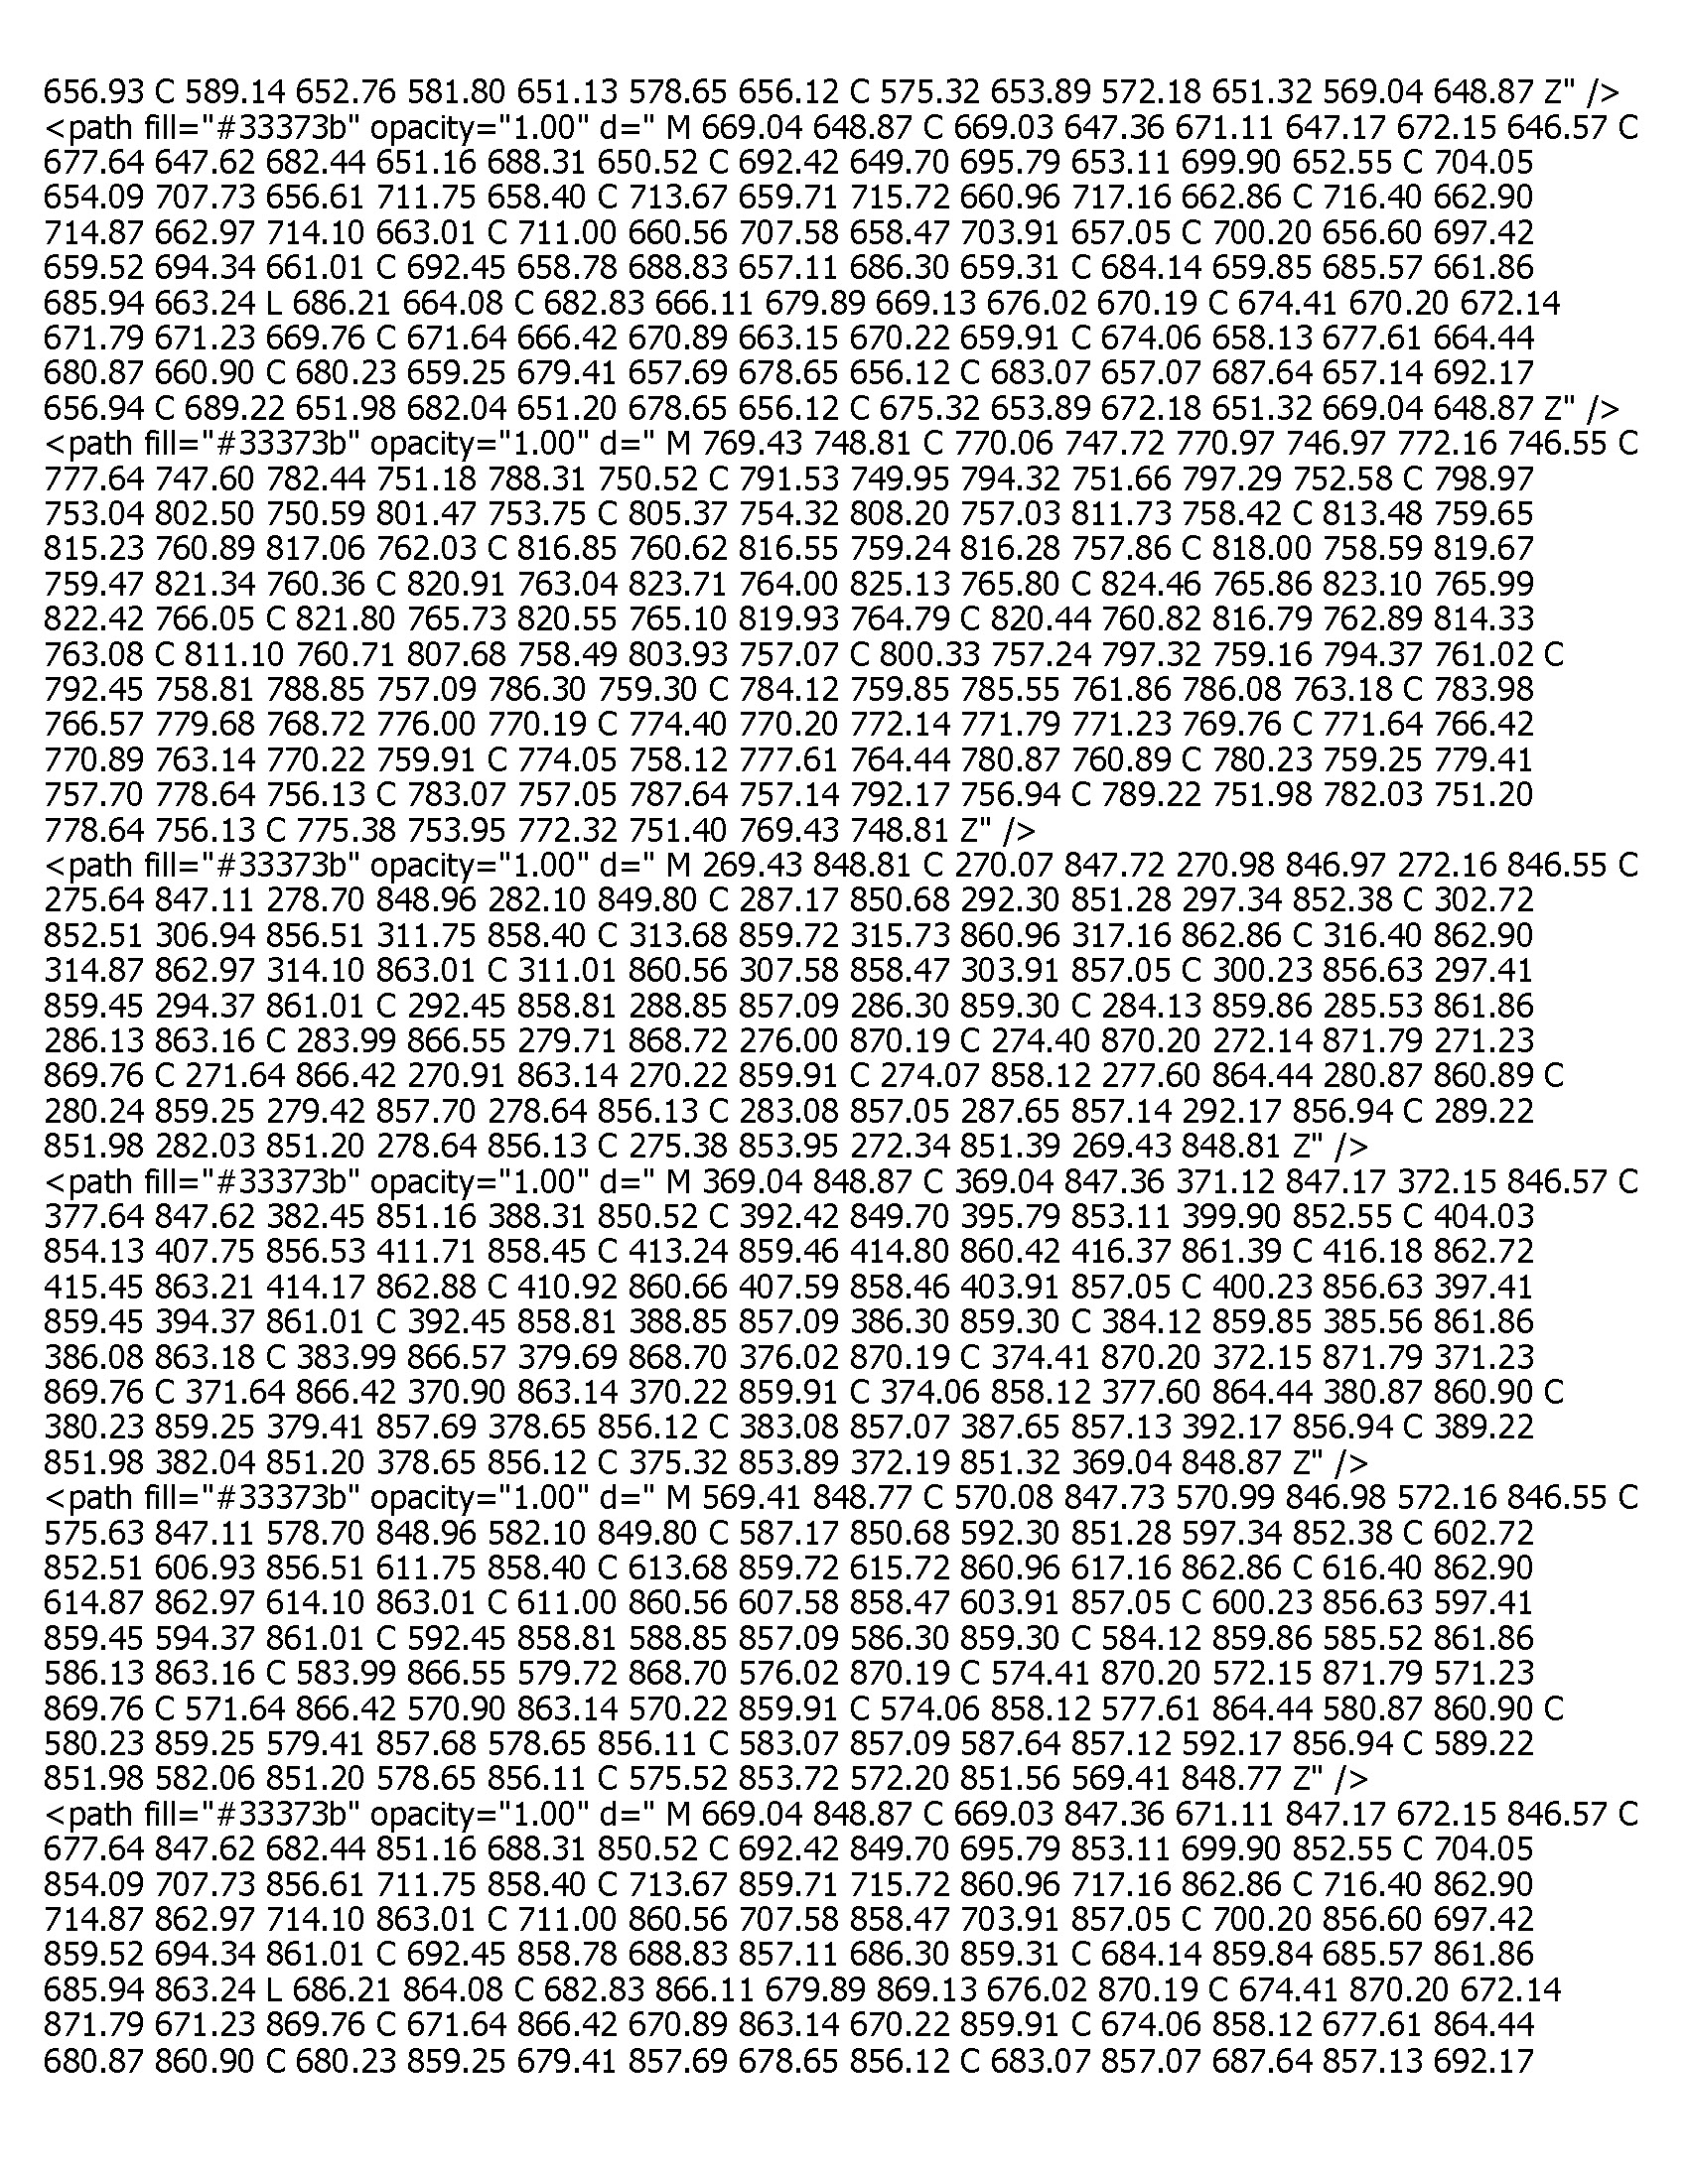 656.93 C 589.14 652.76 581.80 651.13 578.65 656.12 C 575.32 653.89 572.18 651.32 569.04 648.87 Z" />
<path fill="#33373b" opacity="1.00" d=" M 669.04 648.87 C 669.03 647.36 671.11 647.17 672.15 646.57 C
677.64 647.62 682.44 651.16 688.31 650.52 C 692.42 649.70 695.79 653.11 699.90 652.55 C 704.05
654.09 707.73 656.61 711.75 658.40 C 713.67 659.71 715.72 660.96 717.16 662.86 C 716.40 662.90
714.87 662.97 714.10 663.01 C 711.00 660.56 707.58 658.47 703.91 657.05 C 700.20 656.60 697.42
659.52 694.34 661.01 C 692.45 658.78 688.83 657.11 686.30 659.31 C 684.14 659.85 685.57 661.86
685.94 663.24 L 686.21 664.08 C 682.83 666.11 679.89 669.13 676.02 670.19 C 674.41 670.20 672.14
671.79 671.23 669.76 C 671.64 666.42 670.89 663.15 670.22 659.91 C 674.06 658.13 677.61 664.44
680.87 660.90 C 680.23 659.25 679.41 657.69 678.65 656.12 C 683.07 657.07 687.64 657.14 692.17
656.94 C 689.22 651.98 682.04 651.20 678.65 656.12 C 675.32 653.89 672.18 651.32 669.04 648.87 Z" />
<path fill="#33373b" opacity="1.00" d=" M 769.43 748.81 C 770.06 747.72 770.97 746.97 772.16 746.55 C
777.64 747.60 782.44 751.18 788.31 750.52 C 791.53 749.95 794.32 751.66 797.29 752.58 C 798.97
753.04 802.50 750.59 801.47 753.75 C 805.37 754.32 808.20 757.03 811.73 758.42 C 813.48 759.65
815.23 760.89 817.06 762.03 C 816.85 760.62 816.55 759.24 816.28 757.86 C 818.00 758.59 819.67
759.47 821.34 760.36 C 820.91 763.04 823.71 764.00 825.13 765.80 C 824.46 765.86 823.10 765.99
822.42 766.05 C 821.80 765.73 820.55 765.10 819.93 764.79 C 820.44 760.82 816.79 762.89 814.33
763.08 C 811.10 760.71 807.68 758.49 803.93 757.07 C 800.33 757.24 797.32 759.16 794.37 761.02 C
792.45 758.81 788.85 757.09 786.30 759.30 C 784.12 759.85 785.55 761.86 786.08 763.18 C 783.98
766.57 779.68 768.72 776.00 770.19 C 774.40 770.20 772.14 771.79 771.23 769.76 C 771.64 766.42
770.89 763.14 770.22 759.91 C 774.05 758.12 777.61 764.44 780.87 760.89 C 780.23 759.25 779.41
757.70 778.64 756.13 C 783.07 757.05 787.64 757.14 792.17 756.94 C 789.22 751.98 782.03 751.20
778.64 756.13 C 775.38 753.95 772.32 751.40 769.43 748.81 Z" />
<path fill="#33373b" opacity="1.00" d=" M 269.43 848.81 C 270.07 847.72 270.98 846.97 272.16 846.55 C
275.64 847.11 278.70 848.96 282.10 849.80 C 287.17 850.68 292.30 851.28 297.34 852.38 C 302.72
852.51 306.94 856.51 311.75 858.40 C 313.68 859.72 315.73 860.96 317.16 862.86 C 316.40 862.90
314.87 862.97 314.10 863.01 C 311.01 860.56 307.58 858.47 303.91 857.05 C 300.23 856.63 297.41
859.45 294.37 861.01 C 292.45 858.81 288.85 857.09 286.30 859.30 C 284.13 859.86 285.53 861.86
286.13 863.16 C 283.99 866.55 279.71 868.72 276.00 870.19 C 274.40 870.20 272.14 871.79 271.23
869.76 C 271.64 866.42 270.91 863.14 270.22 859.91 C 274.07 858.12 277.60 864.44 280.87 860.89 C
280.24 859.25 279.42 857.70 278.64 856.13 C 283.08 857.05 287.65 857.14 292.17 856.94 C 289.22
851.98 282.03 851.20 278.64 856.13 C 275.38 853.95 272.34 851.39 269.43 848.81 Z" />
<path fill="#33373b" opacity="1.00" d=" M 369.04 848.87 C 369.04 847.36 371.12 847.17 372.15 846.57 C
377.64 847.62 382.45 851.16 388.31 850.52 C 392.42 849.70 395.79 853.11 399.90 852.55 C 404.03
854.13 407.75 856.53 411.71 858.45 C 413.24 859.46 414.80 860.42 416.37 861.39 C 416.18 862.72
415.45 863.21 414.17 862.88 C 410.92 860.66 407.59 858.46 403.91 857.05 C 400.23 856.63 397.41
859.45 394.37 861.01 C 392.45 858.81 388.85 857.09 386.30 859.30 C 384.12 859.85 385.56 861.86
386.08 863.18 C 383.99 866.57 379.69 868.70 376.02 870.19 C 374.41 870.20 372.15 871.79 371.23
869.76 C 371.64 866.42 370.90 863.14 370.22 859.91 C 374.06 858.12 377.60 864.44 380.87 860.90 C
380.23 859.25 379.41 857.69 378.65 856.12 C 383.08 857.07 387.65 857.13 392.17 856.94 C 389.22
851.98 382.04 851.20 378.65 856.12 C 375.32 853.89 372.19 851.32 369.04 848.87 Z" />
<path fill="#33373b" opacity="1.00" d=" M 569.41 848.77 C 570.08 847.73 570.99 846.98 572.16 846.55 C
575.63 847.11 578.70 848.96 582.10 849.80 C 587.17 850.68 592.30 851.28 597.34 852.38 C 602.72
852.51 606.93 856.51 611.75 858.40 C 613.68 859.72 615.72 860.96 617.16 862.86 C 616.40 862.90
614.87 862.97 614.10 863.01 C 611.00 860.56 607.58 858.47 603.91 857.05 C 600.23 856.63 597.41
859.45 594.37 861.01 C 592.45 858.81 588.85 857.09 586.30 859.30 C 584.12 859.86 585.52 861.86
586.13 863.16 C 583.99 866.55 579.72 868.70 576.02 870.19 C 574.41 870.20 572.15 871.79 571.23
869.76 C 571.64 866.42 570.90 863.14 570.22 859.91 C 574.06 858.12 577.61 864.44 580.87 860.90 C
580.23 859.25 579.41 857.68 578.65 856.11 C 583.07 857.09 587.64 857.12 592.17 856.94 C 589.22
851.98 582.06 851.20 578.65 856.11 C 575.52 853.72 572.20 851.56 569.41 848.77 Z" />
<path fill="#33373b" opacity="1.00" d=" M 669.04 848.87 C 669.03 847.36 671.11 847.17 672.15 846.57 C
677.64 847.62 682.44 851.16 688.31 850.52 C 692.42 849.70 695.79 853.11 699.90 852.55 C 704.05
854.09 707.73 856.61 711.75 858.40 C 713.67 859.71 715.72 860.96 717.16 862.86 C 716.40 862.90
714.87 862.97 714.10 863.01 C 711.00 860.56 707.58 858.47 703.91 857.05 C 700.20 856.60 697.42
859.52 694.34 861.01 C 692.45 858.78 688.83 857.11 686.30 859.31 C 684.14 859.84 685.57 861.86
685.94 863.24 L 686.21 864.08 C 682.83 866.11 679.89 869.13 676.02 870.19 C 674.41 870.20 672.14
871.79 671.23 869.76 C 671.64 866.42 670.89 863.14 670.22 859.91 C 674.06 858.12 677.61 864.44
680.87 860.90 C 680.23 859.25 679.41 857.69 678.65 856.12 C 683.07 857.07 687.64 857.13 692.17